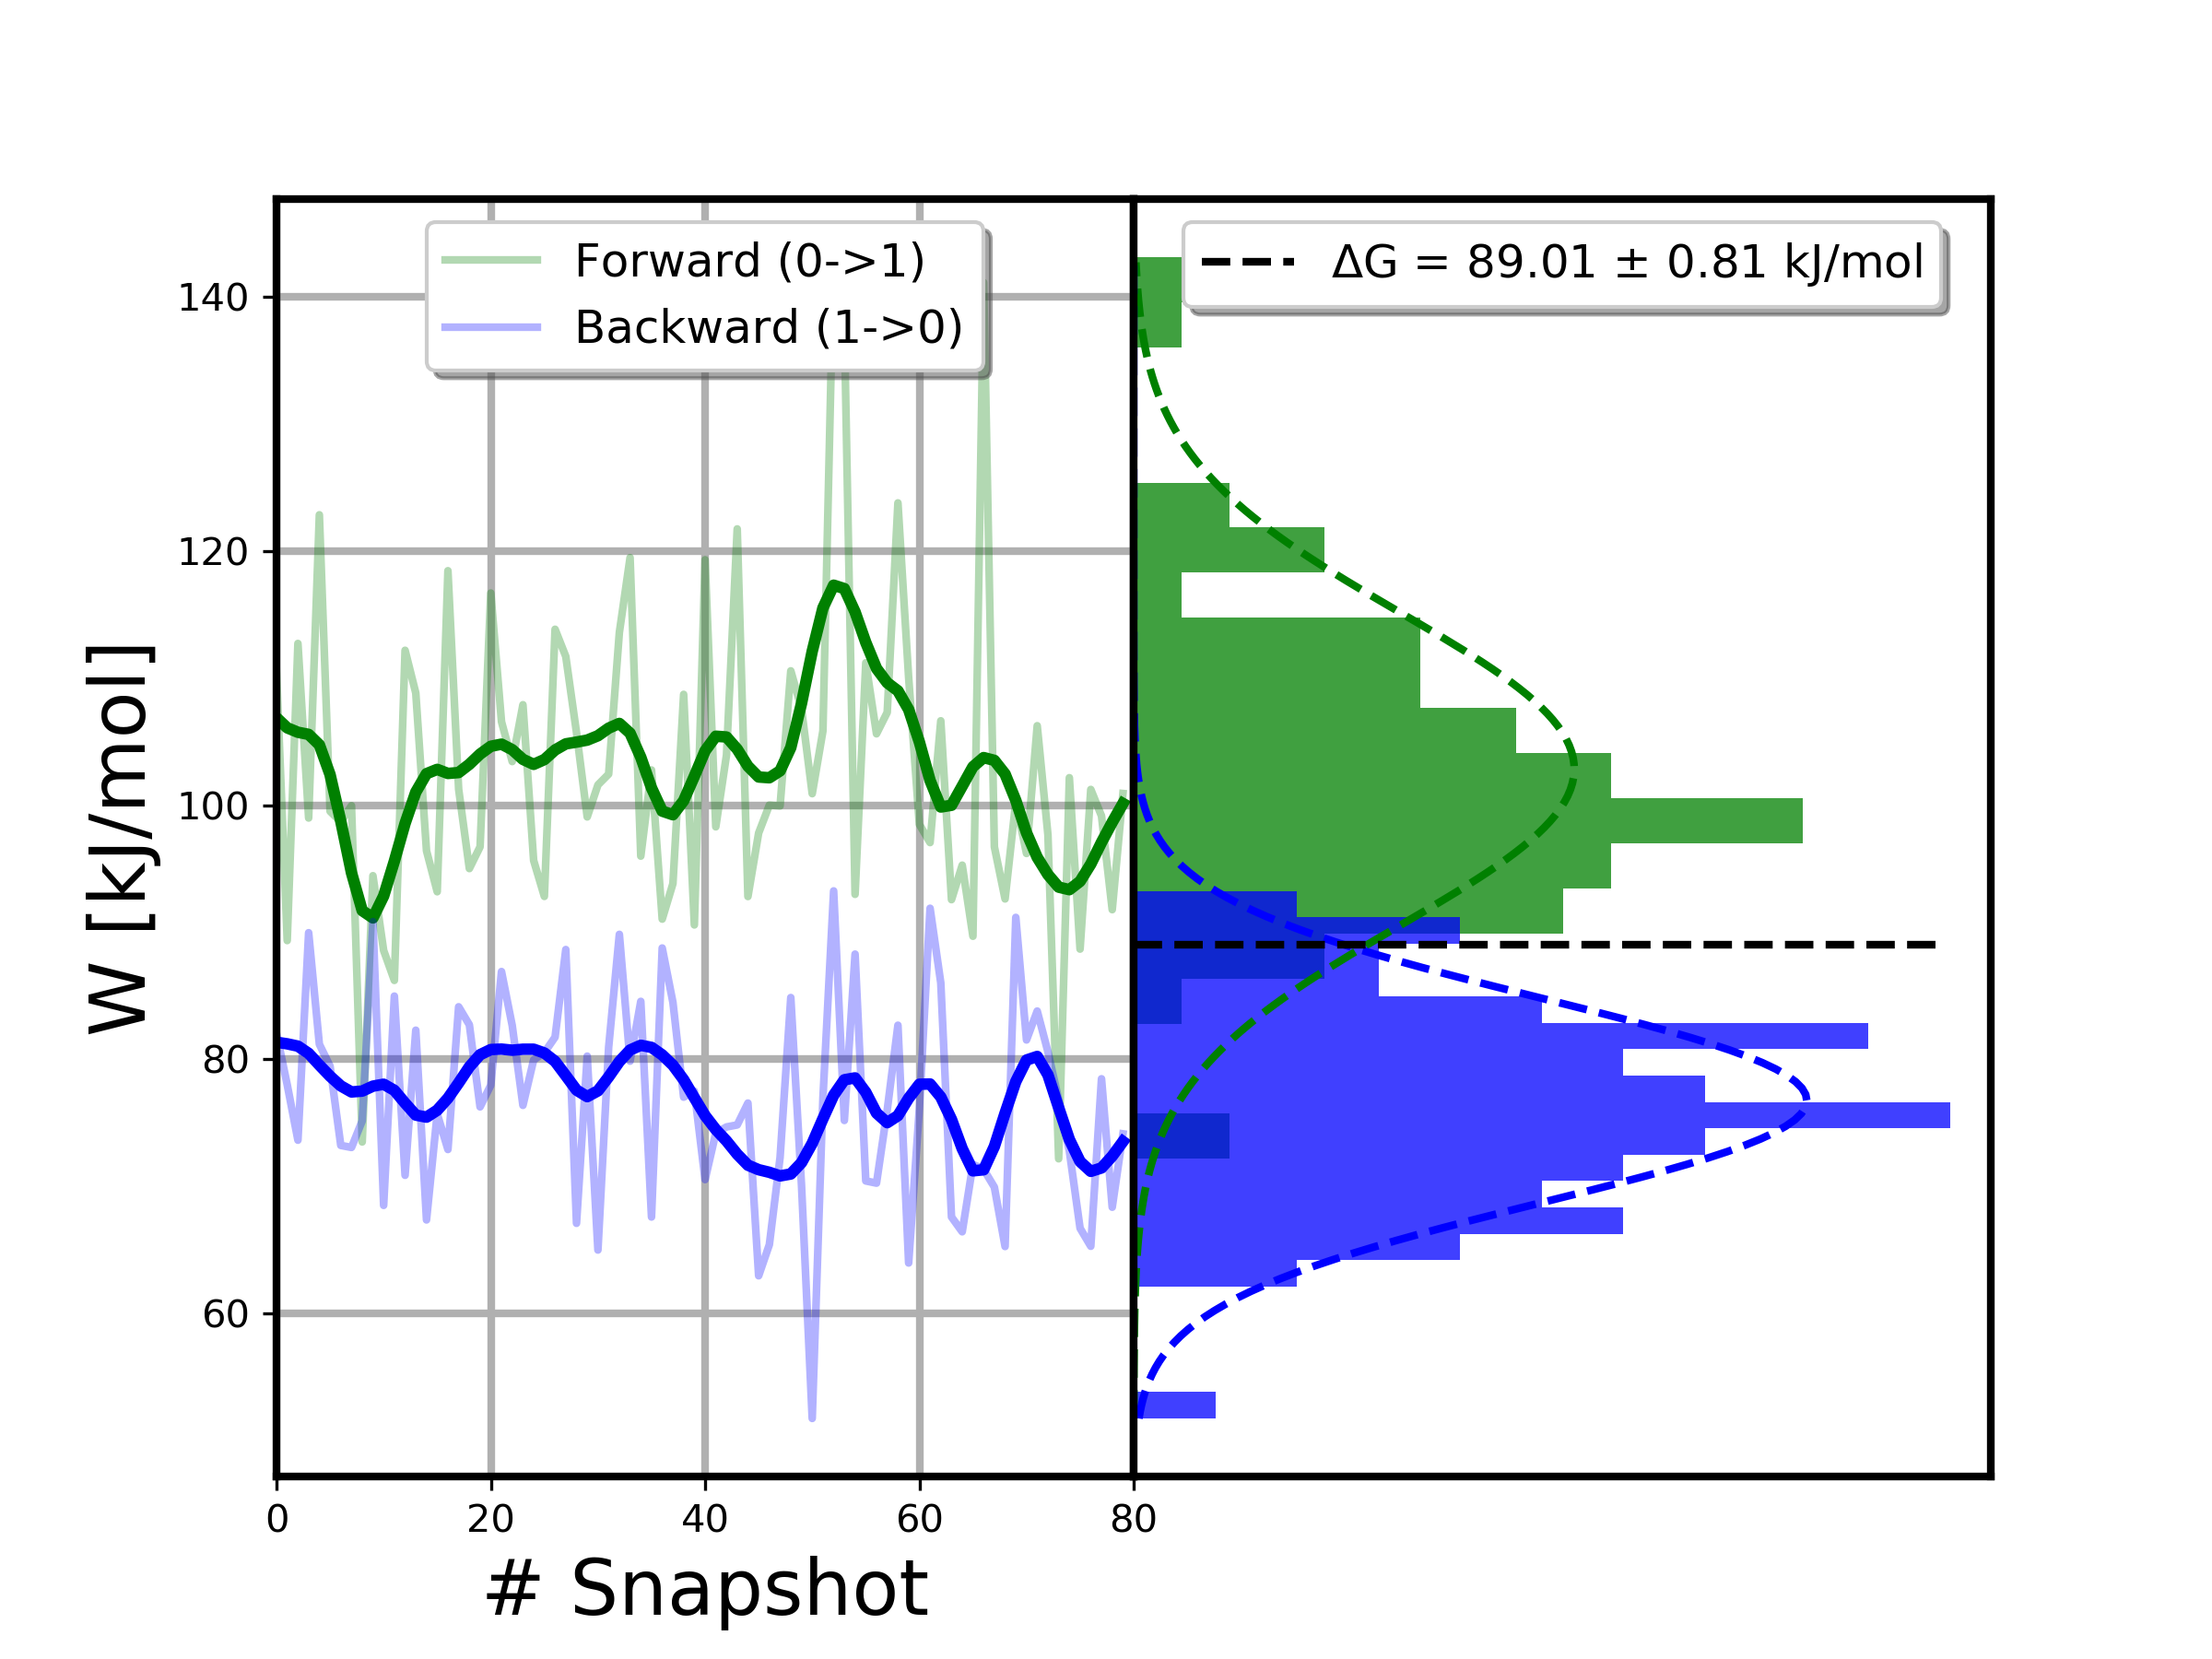 Forward (0->1)
Backward (1->0)
ΔG = 89.01 ± 0.81 kJ/mol
140
120
100
80
60
W [kJ/mol]
0 20 40 60 80
# Snapshot